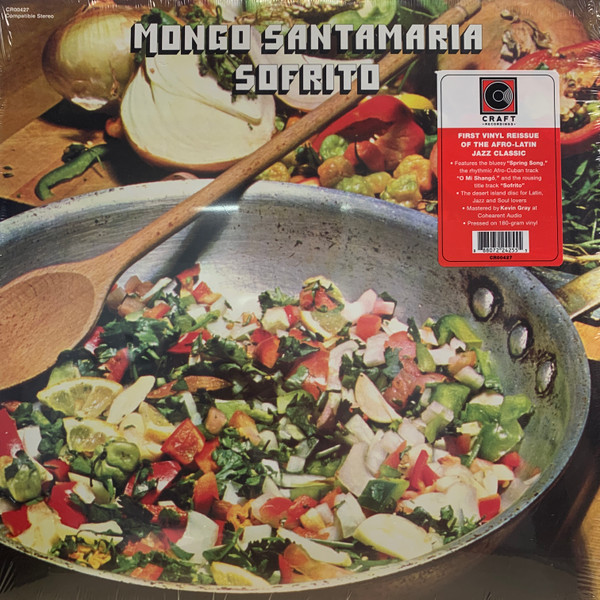 CR00427
Compatible Stereo
MONGO SANTAMARIA
SOFRITO
CRAFT
RECORDINGS
FIRST VINYL REISSUE
OF THE AFRO-LATIN
JAZZ CLASSIC
• Features the bluesy "Spring Song,"
the rhythmic Afro-Cuban track
"O Mi Shangó," and the rousing
title track "Sofrito"
• The desert island disc for Latin,
Jazz and Soul lovers
• Mastered by Kevin Gray at
Cohearent Audio
• Pressed on 180-gram vinyl
CR00427